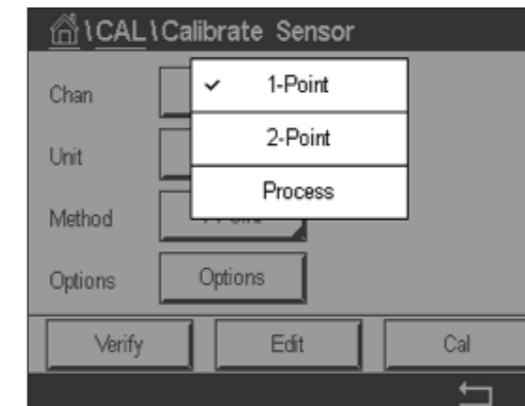 \CAL\Calibrate Sensor
Chan
1-Point
2-Point
Unit
Process
Method
Options Options
Verify Edit Cal